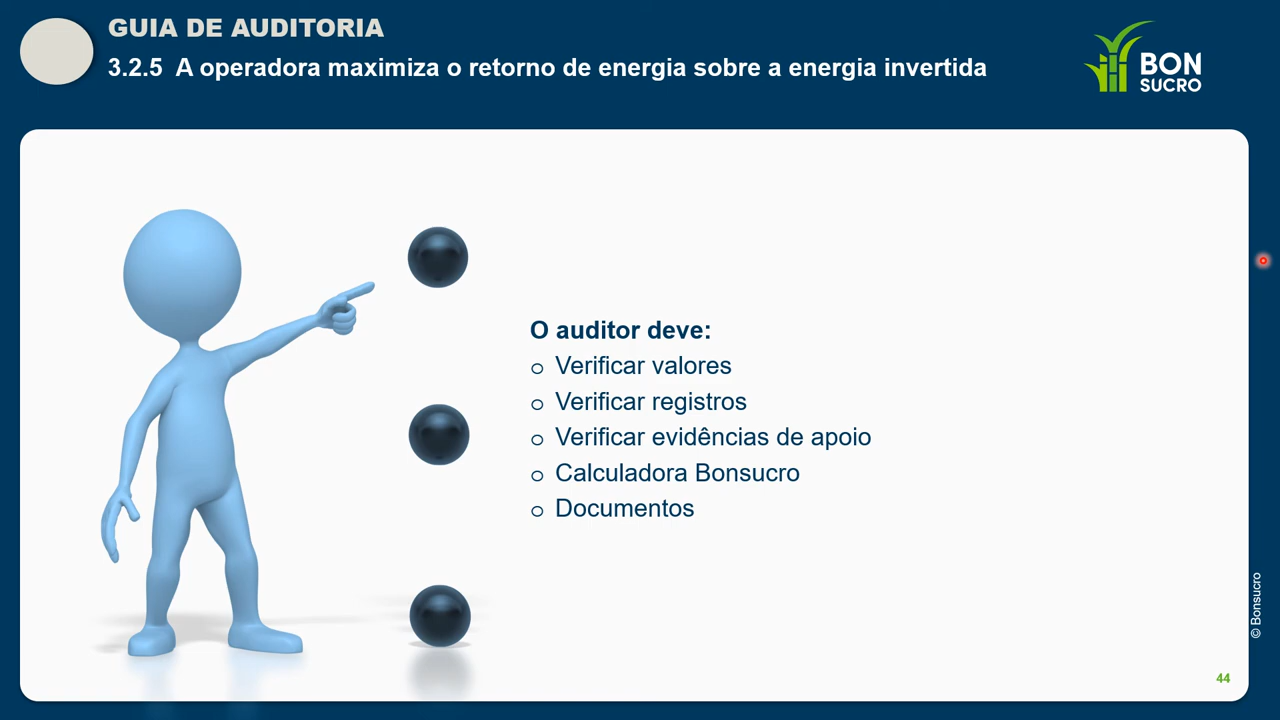 GUIA DE AUDITORIA
3.2.5 A operadora maximiza o retorno de energia sobre a energia invertida
BON
SUCRO
O auditor deve:
o Verificar valores
o Verificar registros
o Verificar evidências de apoio
o Calculadora Bonsucro
o Documentos
© Bonsucro
44